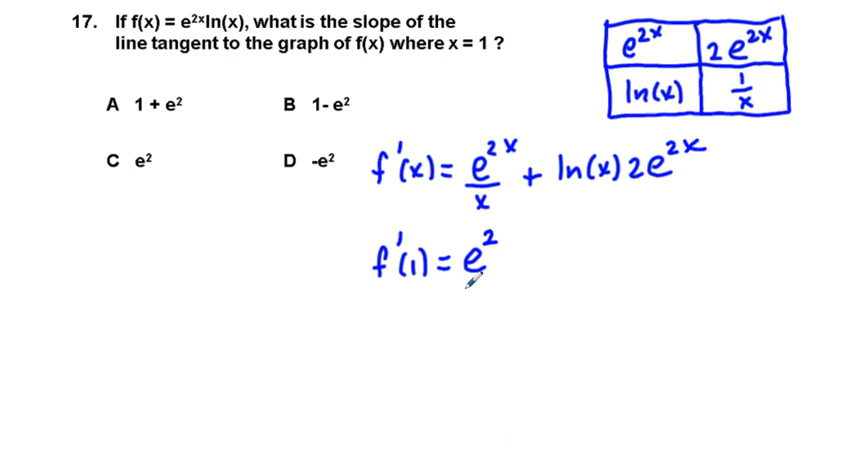 17. If f(x) = e²ˣln(x), what is the slope of the
line tangent to the graph of f(x) where x = 1 ?
A 1 + e²
B 1- e²
C e²
D -e²
e²ˣ 2e²ˣ
ln(x) 1/x
f'(x) = e²ˣ/x + ln(x) 2e²ˣ
f'(1) = e²